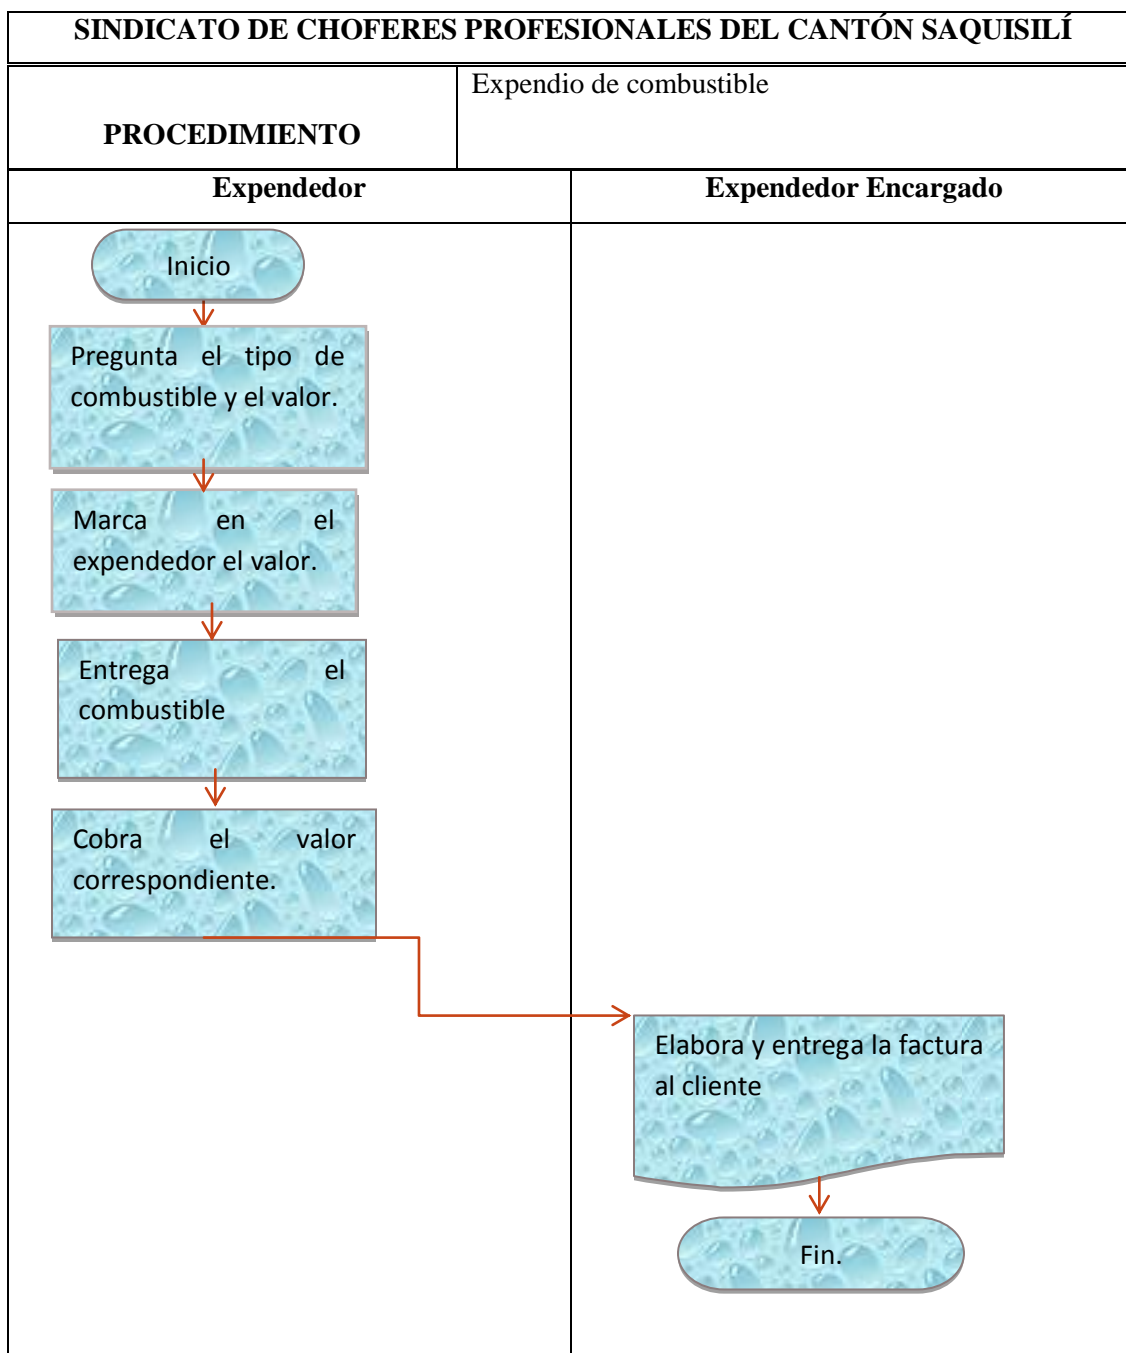 SINDICATO DE CHOFERES PROFESIONALES DEL CANTÓN SAQUISILÍ
PROCEDIMIENTO
Expendio de combustible
Expendedor
Expendedor Encargado
Inicio
Pregunta el tipo de
combustible y el valor.
Marca en el
expendedor el valor.
Entrega el
combustible
Cobra el valor
correspondiente.
Elabora y entrega la factura
al cliente
Fin.